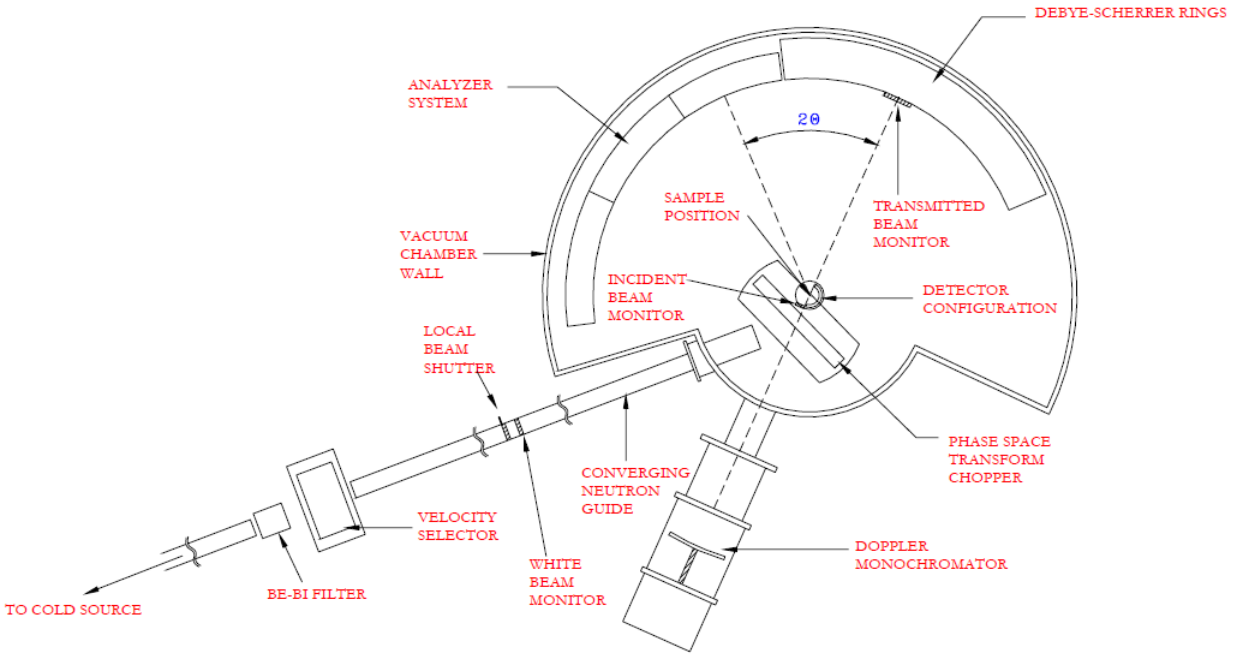 DEBYE-SCHERRER RINGS
ANALYZER
SYSTEM
2θ
SAMPLE
POSITION
TRANSMITTED
BEAM
MONITOR
VACUUM
CHAMBER
WALL
INCIDENT
BEAM
MONITOR
DETECTOR
CONFIGURATION
LOCAL
BEAM
SHUTTER
PHASE SPACE
TRANSFORM
CHOPPER
CONVERGING
NEUTRON
GUIDE
VELOCITY
SELECTOR
DOPPLER
MONOCHROMATOR
WHITE
BEAM
MONITOR
BE-BI FILTER
TO COLD SOURCE